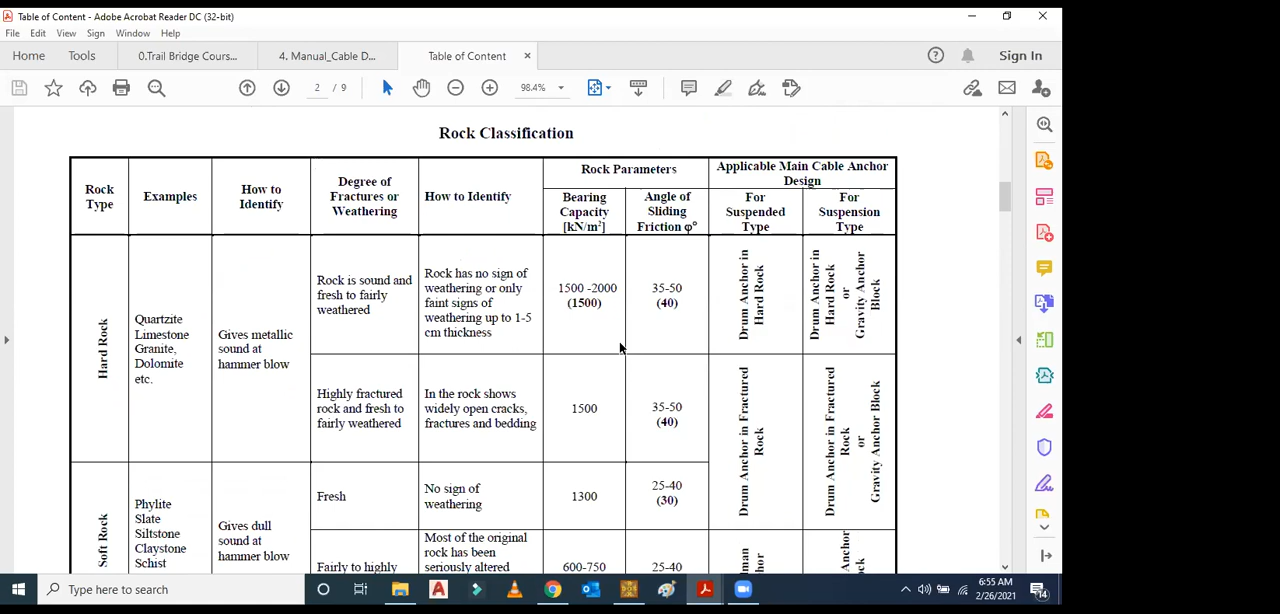 Table of Content - Adobe Acrobat Reader DC (32-bit)
File Edit View Sign Window Help
Home Tools 0.Trail Bridge Cours... 4. Manual_Cable D... Table of Content × Sign In
2 / 9 98.4%
Rock Classification
Rock Type
Examples
How to Identify
Degree of Fractures or Weathering
How to Identify
Rock Parameters
Bearing Capacity [kN/m²]
Angle of Sliding Friction φ°
Applicable Main Cable Anchor Design
For Suspended Type
For Suspension Type
Hard Rock
Quartzite
Limestone
Granite,
Dolomite
etc.
Gives metallic
sound at
hammer blow
Rock is sound and
fresh to fairly
weathered
Rock has no sign of
weathering or only
faint signs of
weathering up to 1-5
cm thickness
1500 -2000
(1500)
35-50
(40)
Drum Anchor in
Hard Rock
Drum Anchor in
Hard Rock
or
Gravity Anchor
Block
Highly fractured
rock and fresh to
fairly weathered
In the rock shows
widely open cracks,
fractures and bedding
1500
35-50
(40)
Drum Anchor in Fractured
Rock
Drum Anchor in Fractured
Rock
or
Gravity Anchor Block
Soft Rock
Phylite
Slate
Siltstone
Claystone
Schist
Gives dull
sound at
hammer blow
Fresh
No sign of
weathering
1300
25-40
(30)
Fairly to highly
Most of the original
rock has been
seriously altered
600-750
25-40
Anchor
Type here to search
6:55 AM
2/26/2021
14